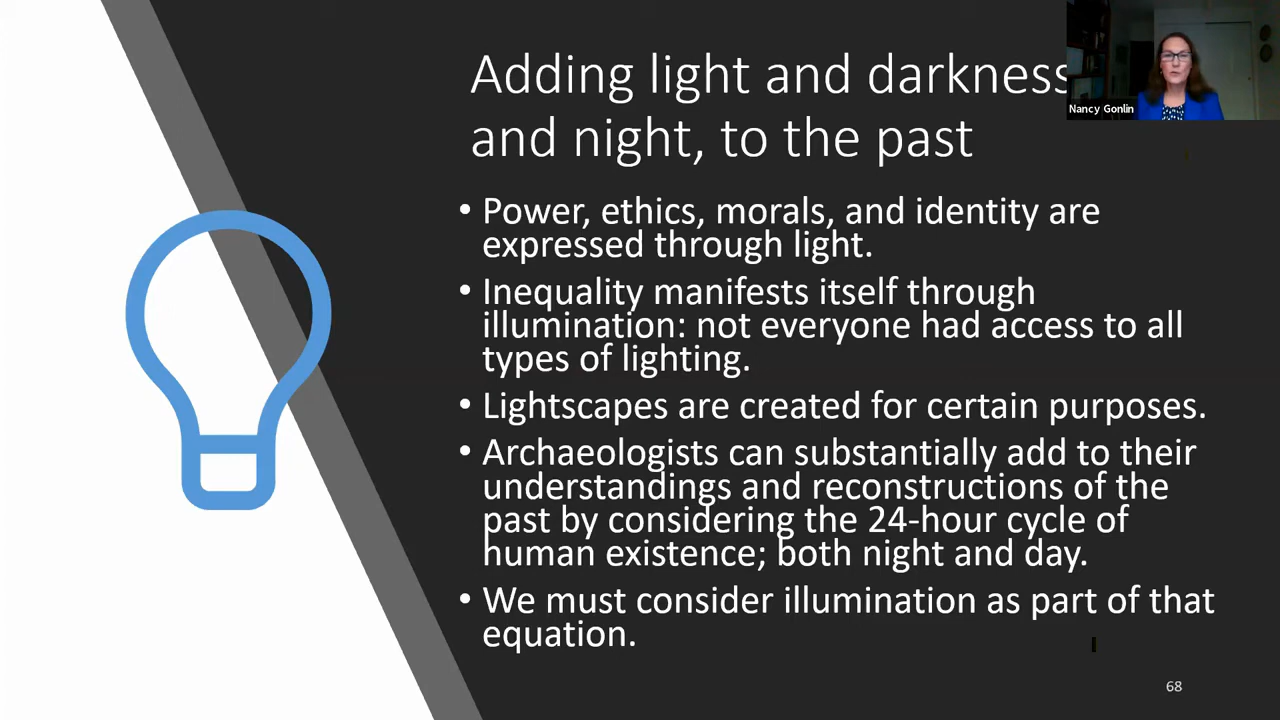 Adding light and darkness
and night, to the past
Nancy Gonlin
• Power, ethics, morals, and identity are
expressed through light.
• Inequality manifests itself through
illumination: not everyone had access to all
types of lighting.
• Lightscapes are created for certain purposes.
• Archaeologists can substantially add to their
understandings and reconstructions of the
past by considering the 24-hour cycle of
human existence; both night and day.
• We must consider illumination as part of that
equation.
68